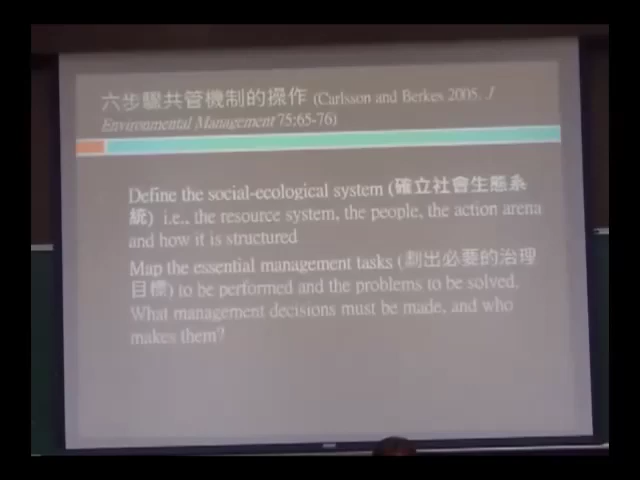 六步驟共管機制的操作 (Carlsson and Berkes 2005. J
Environmental Management 75:65-76)
Define the social-ecological system (確立社會生態系
統) i.e., the resource system, the people, the action arena
and how it is structured
Map the essential management tasks (劃出必要的治理
目標) to be performed and the problems to be solved.
What management decisions must be made, and who
makes them?